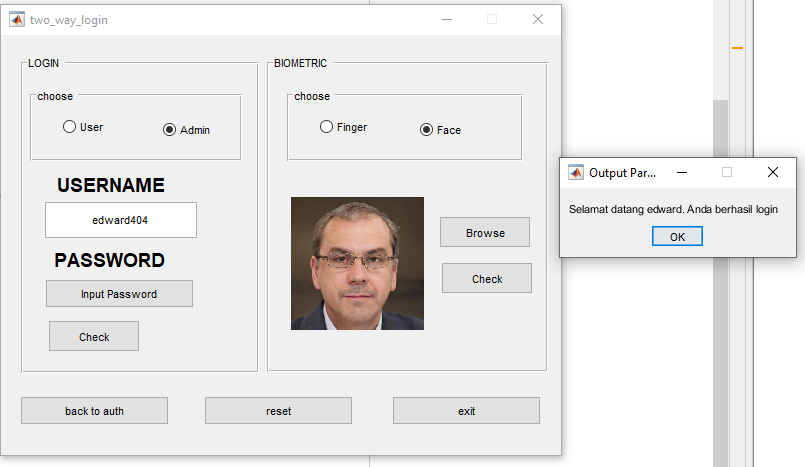 two_way_login
LOGIN
choose
User
Admin
USERNAME
edward404
PASSWORD
Input Password
Check
BIOMETRIC
choose
Finger
Face
Browse
Check
back to auth
reset
exit
Output Par...
Selamat datang edward. Anda berhasil login
OK